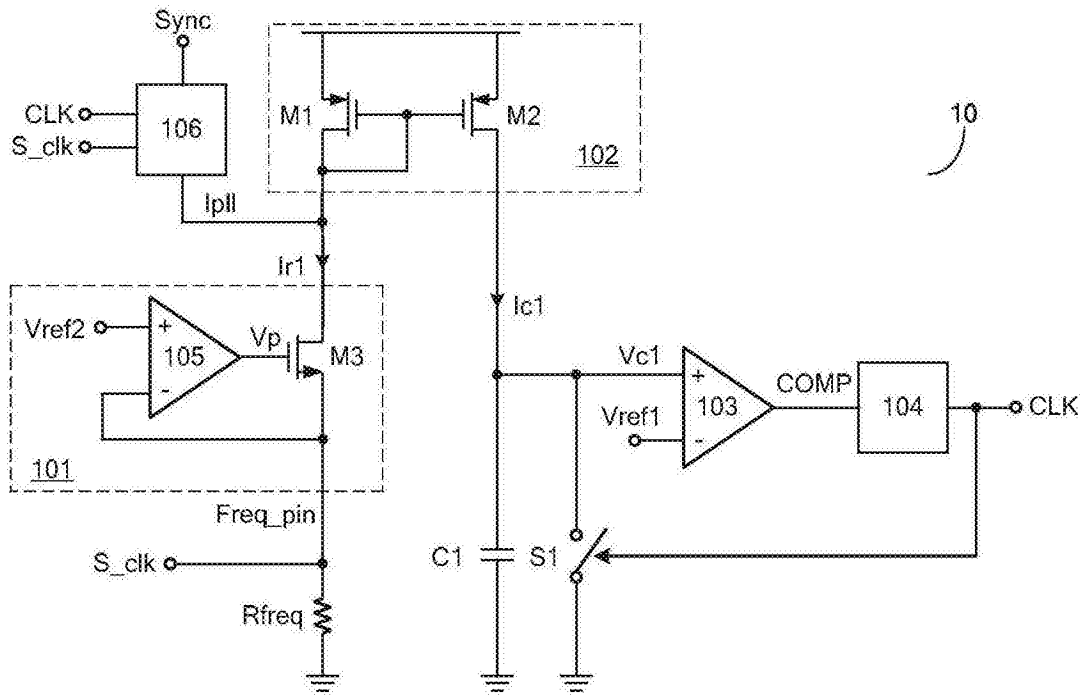 Sync
CLK
S_clk
106
M1
M2
102
10
Ipll
Ir1
Ic1
Vref2
+
-
105
Vp
M3
101
Vc1
+
-
103
Vref1
COMP
104
CLK
Freq_pin
S_clk
Rfreq
C1
S1